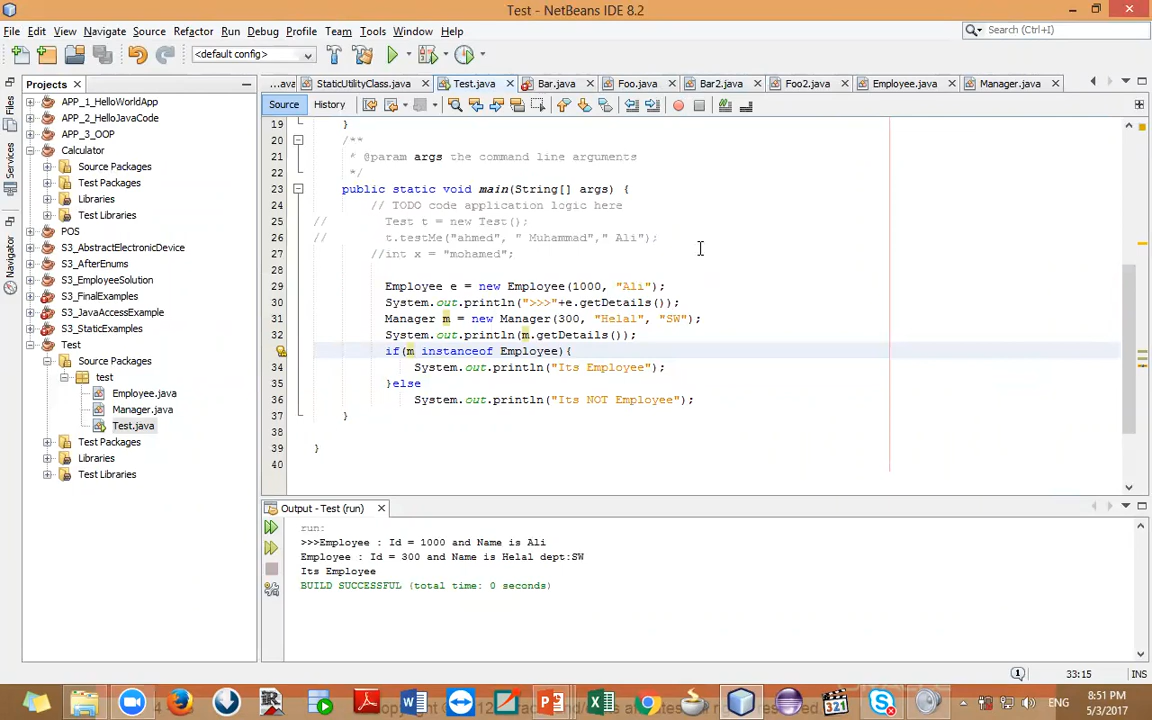 Test - NetBeans IDE 8.2
File Edit View Navigate Source Refactor Run Debug Profile Team Tools Window Help
Search (Ctrl+I)
<default config>
Projects
...ava StaticUtilityClass.java Test.java Bar.java Foo.java Bar2.java Foo2.java Employee.java Manager.java
Source History
Files
Services
Navigator
APP_1_HelloWorldApp
APP_2_HelloJavaCode
APP_3_OOP
Calculator
Source Packages
Test Packages
Libraries
Test Libraries
POS
S3_AbstractElectronicDevice
S3_AfterEnums
S3_EmployeeSolution
S3_FinalExamples
S3_JavaAccessExample
S3_StaticExamples
Test
Source Packages
test
Employee.java
Manager.java
Test.java
Test Packages
Libraries
Test Libraries
19 }
20 /**
21 * @param args the command line arguments
22 */
23 public static void main(String[] args) {
24 // TODO code application logic here
25 // Test t = new Test();
26 // t.testMe("ahmed", " Muhammad"," Ali");
27 //int x = "mohamed";
28
29 Employee e = new Employee(1000, "Ali");
30 System.out.println(">>>"+e.getDetails());
31 Manager m = new Manager(300, "Helal", "SW");
32 System.out.println(m.getDetails());
if(m instanceof Employee){
34 System.out.println("Its Employee");
35 }else
36 System.out.println("Its NOT Employee");
37 }
38
39 }
40
Output - Test (run)
run:
>>>Employee : Id = 1000 and Name is Ali
Employee : Id = 300 and Name is Helal dept:SW
Its Employee
BUILD SUCCESSFUL (total time: 0 seconds)
1 33:15 INS
ENG
8:51 PM
5/3/2017